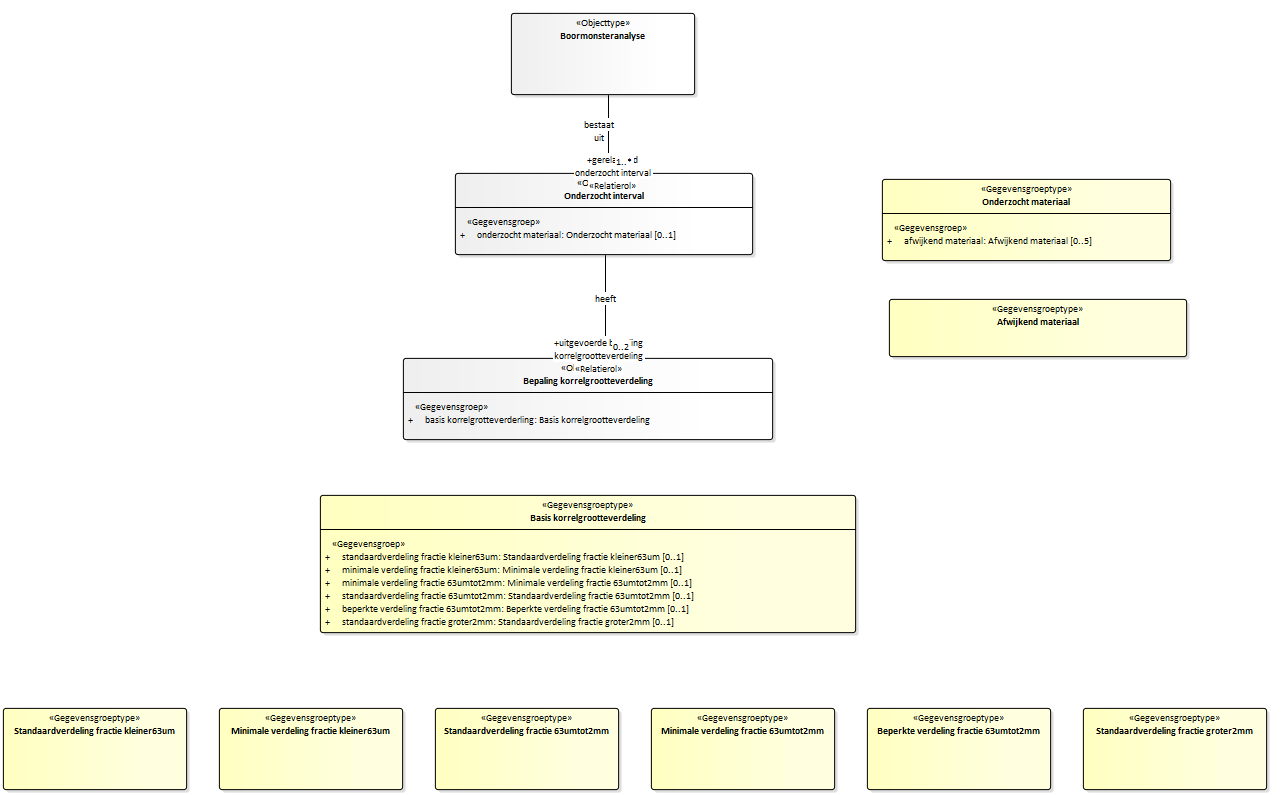 «Objecttype»
Boormonsteranalyse
bestaat
uit
1..*
onderzocht interval
«Relatierol»
Onderzocht interval
«Gegevensgroep»
+ onderzocht materiaal: Onderzocht materiaal [0..1]
«Gegevensgroeptype»
Onderzocht materiaal
«Gegevensgroep»
+ afwijkend materiaal: Afwijkend materiaal [0..5]
«Gegevensgroeptype»
Afwijkend materiaal
heeft
+uitgevoerde
0..2
korrelgrootteverdeling
«Relatierol»
Bepaling korrelgrootteverdeling
«Gegevensgroep»
+ basis korrelgrotteverderling: Basis korrelgrootteverdeling
«Gegevensgroeptype»
Basis korrelgrootteverdeling
«Gegevensgroep»
+ standaardverdeling fractie kleiner63um: Standaardverdeling fractie kleiner63um [0..1]
+ minimale verdeling fractie kleiner63um: Minimale verdeling fractie kleiner63um [0..1]
+ minimale verdeling fractie 63umtot2mm: Minimale verdeling fractie 63umtot2mm [0..1]
+ standaardverdeling fractie 63umtot2mm: Standaardverdeling fractie 63umtot2mm [0..1]
+ beperkte verdeling fractie 63umtot2mm: Beperkte verdeling fractie 63umtot2mm [0..1]
+ standaardverdeling fractie groter2mm: Standaardverdeling fractie groter2mm [0..1]
«Gegevensgroeptype»
Standaardverdeling fractie kleiner63um
«Gegevensgroeptype»
Minimale verdeling fractie kleiner63um
«Gegevensgroeptype»
Standaardverdeling fractie 63umtot2mm
«Gegevensgroeptype»
Minimale verdeling fractie 63umtot2mm
«Gegevensgroeptype»
Beperkte verdeling fractie 63umtot2mm
«Gegevensgroeptype»
Standaardverdeling fractie groter2mm